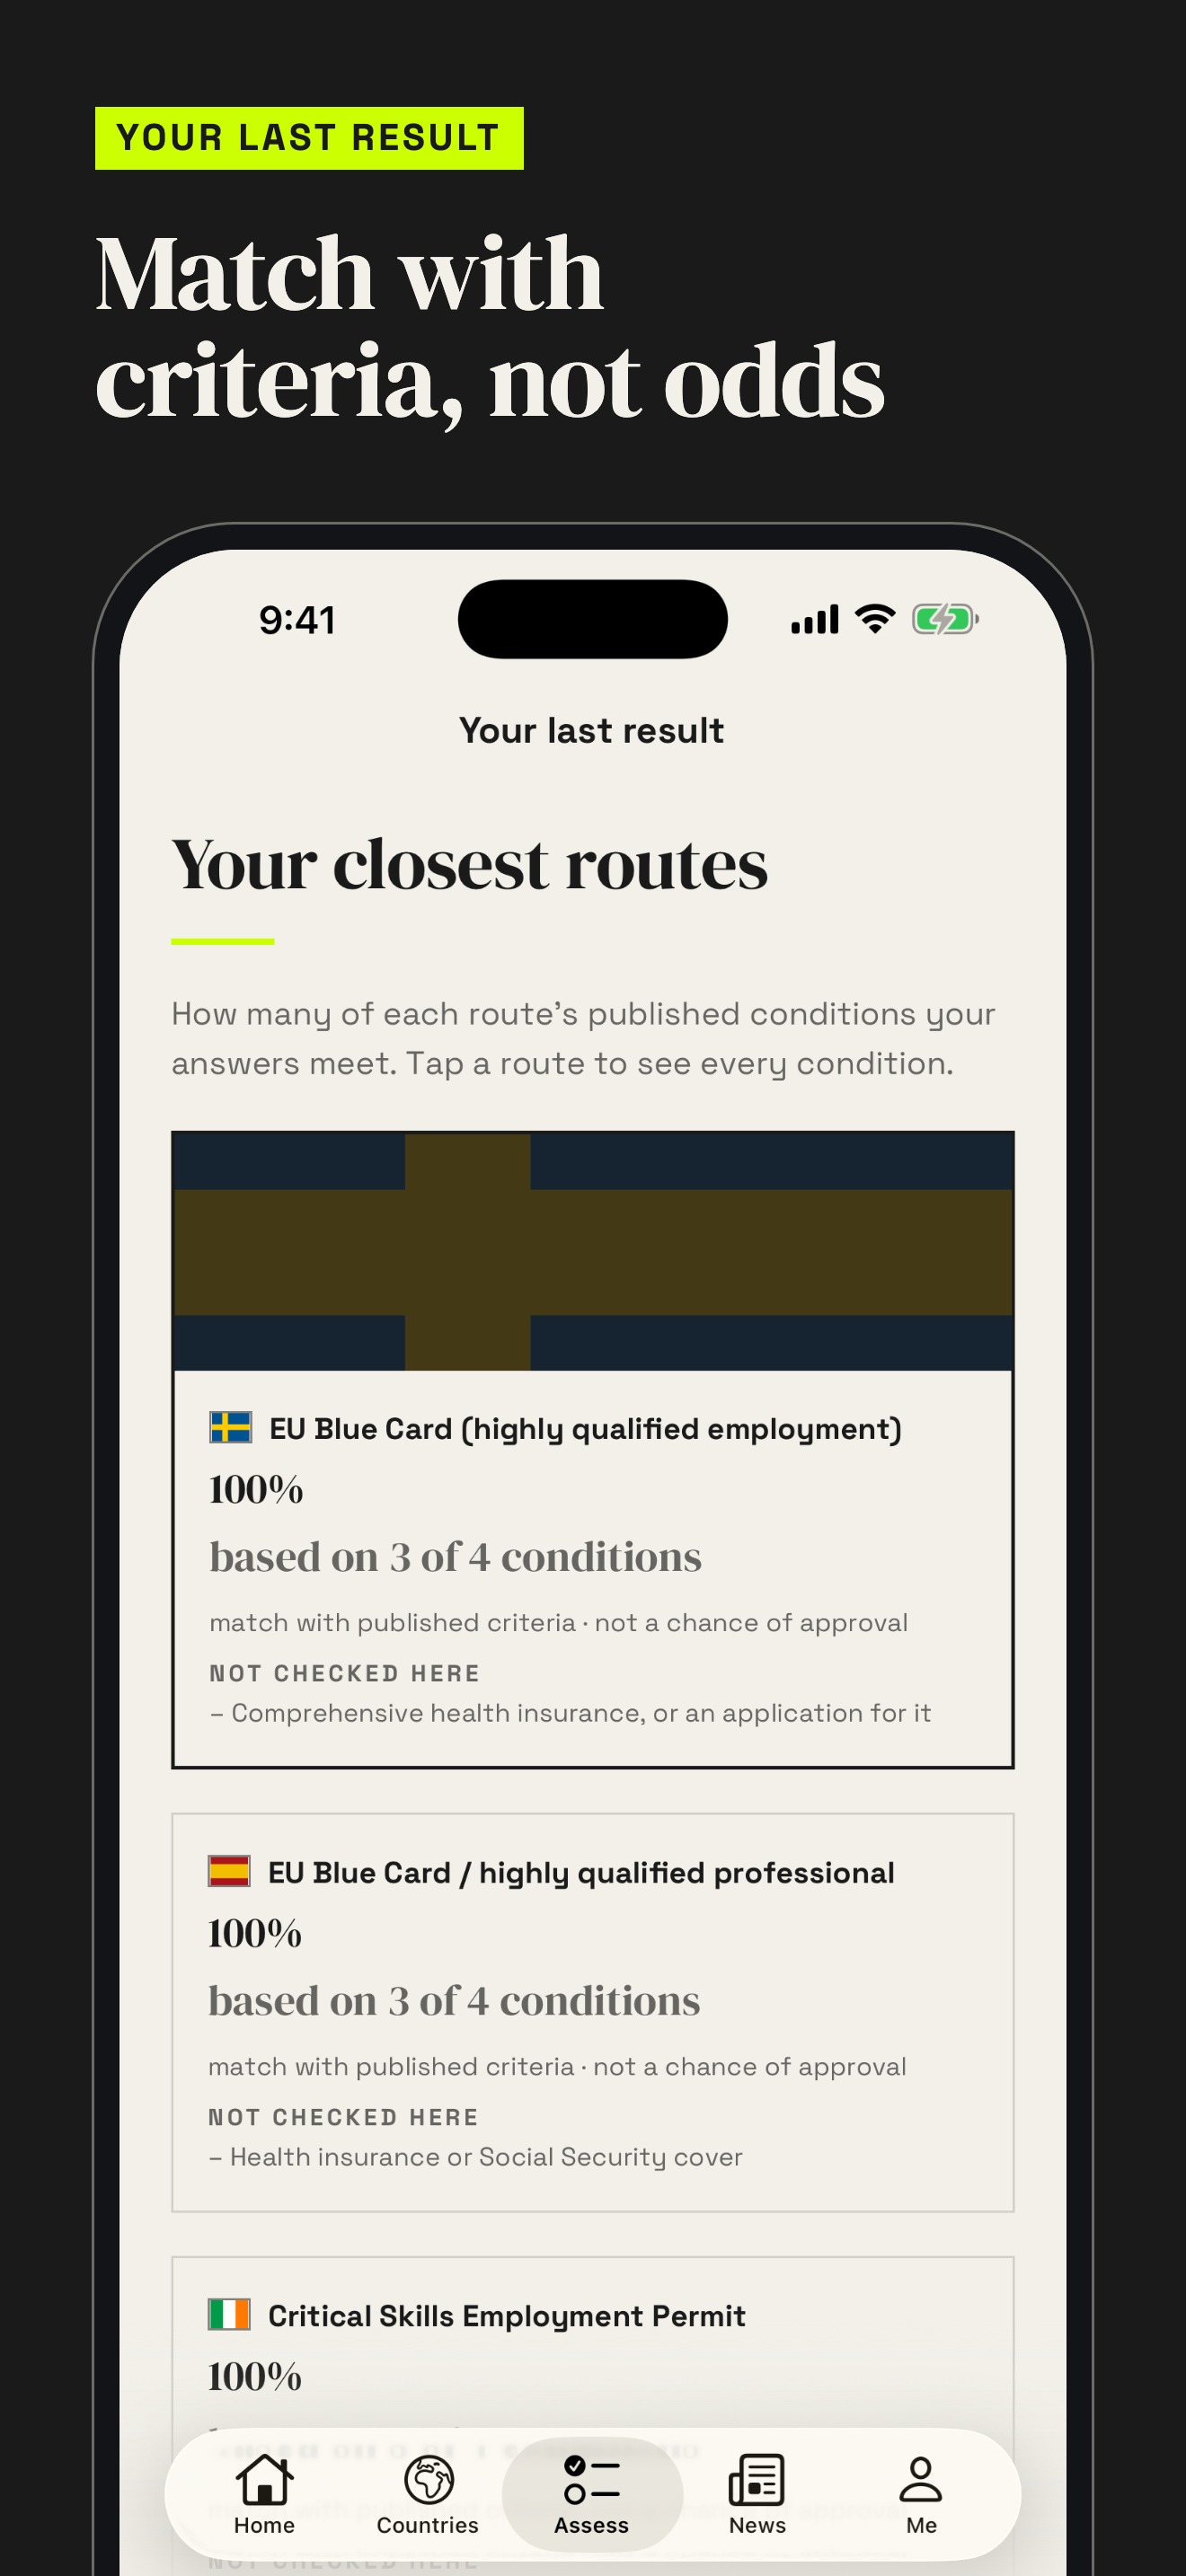 YOUR LAST RESULT
Match with
criteria, not odds
9:41
Your last result
Your closest routes
How many of each route’s published conditions your
answers meet. Tap a route to see every condition.
EU Blue Card (highly qualified employment)
100%
based on 3 of 4 conditions
match with published criteria · not a chance of approval
NOT CHECKED HERE
– Comprehensive health insurance, or an application for it
EU Blue Card / highly qualified professional
100%
based on 3 of 4 conditions
match with published criteria · not a chance of approval
NOT CHECKED HERE
– Health insurance or Social Security cover
Critical Skills Employment Permit
100%
Home
Countries
Assess
News
Me
NOT CHECKED HERE